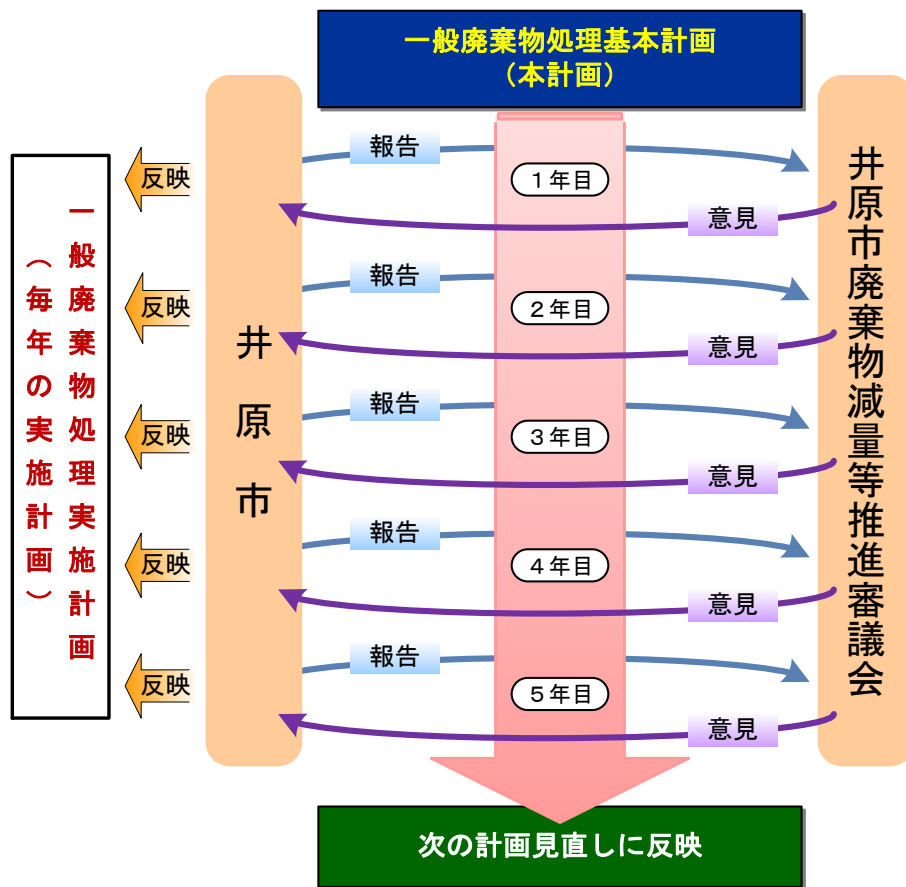 一般廃棄物処理基本計画
(本計画)
井原市廃棄物減量等推進審議会
井原市
一般廃棄物処理実施計画
(毎年の実施計画)
報告
1年目
意見
反映
報告
2年目
意見
反映
報告
3年目
意見
反映
報告
4年目
意見
反映
報告
5年目
意見
反映
次の計画見直しに反映